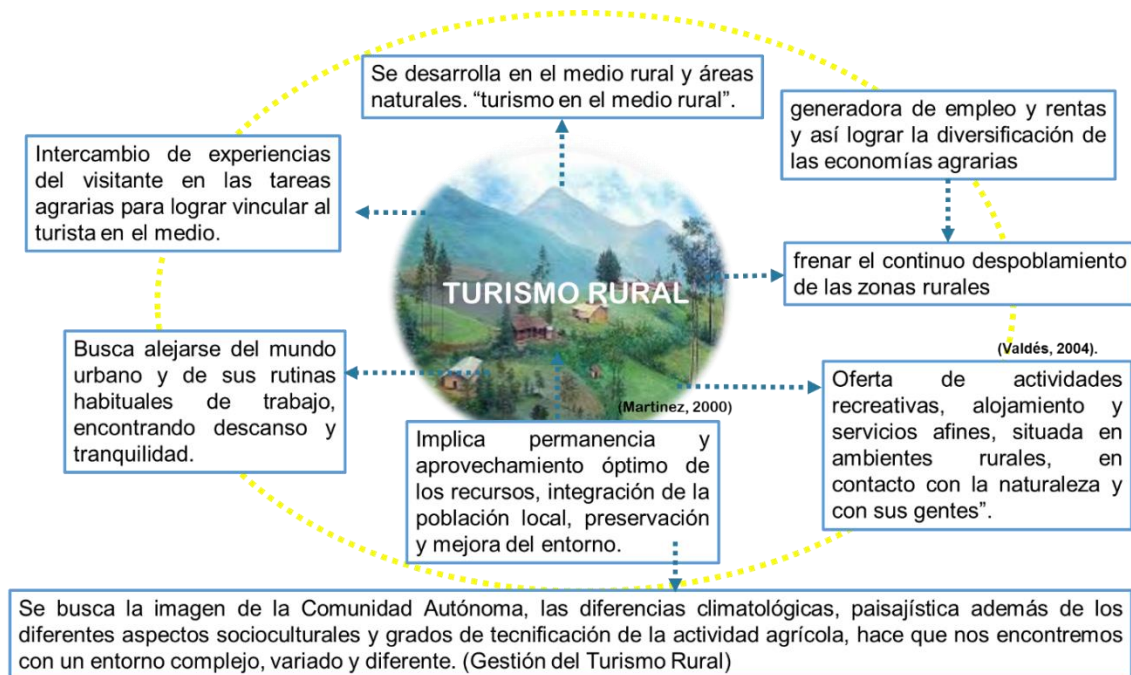 Se desarrolla en el medio rural y áreas
naturales. “turismo en el medio rural”.
generadora de empleo y rentas
y así lograr la diversificación de
las economías agrarias
Intercambio de experiencias
del visitante en las tareas
agrarias para lograr vincular al
turista en el medio.
frenar el continuo despoblamiento
de las zonas rurales
TURISMO RURAL
(Valdés, 2004).
Busca alejarse del mundo
urbano y de sus rutinas
habituales de trabajo,
encontrando descanso y
tranquilidad.
(Martinez, 2000)
Implica permanencia y
aprovechamiento óptimo de
los recursos, integración de la
población local, preservación
y mejora del entorno.
Oferta de actividades
recreativas, alojamiento y
servicios afines, situada en
ambientes rurales, en
contacto con la naturaleza y
con sus gentes”.
Se busca la imagen de la Comunidad Autónoma, las diferencias climatológicas, paisajística además de los
diferentes aspectos socioculturales y grados de tecnificación de la actividad agrícola, hace que nos encontremos
con un entorno complejo, variado y diferente. (Gestión del Turismo Rural)